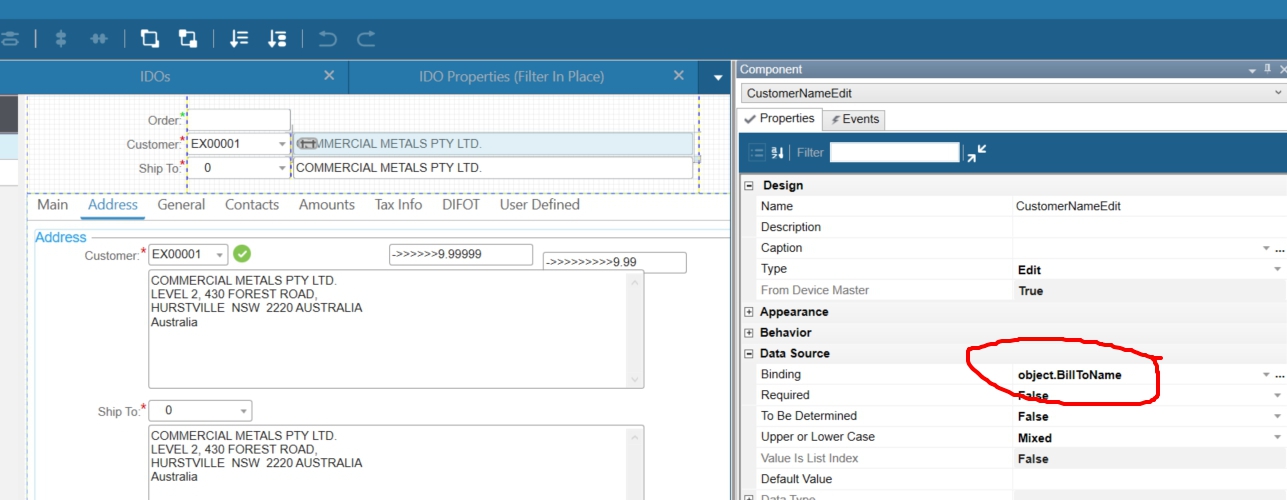 IDOs
IDO Properties (Filter In Place)
Order:*
Customer:* EX00001 MMERCIAL METALS PTY LTD.
Ship To:* 0 COMMERCIAL METALS PTY LTD.
Main Address General Contacts Amounts Tax Info DIFOT User Defined
Address
Customer:* EX00001 ->>>>>>9.99999 ->>>>>>>>>9.99
COMMERCIAL METALS PTY LTD.
LEVEL 2, 430 FOREST ROAD,
HURSTVILLE NSW 2220 AUSTRALIA
Australia
Ship To:* 0
COMMERCIAL METALS PTY LTD.
LEVEL 2, 430 FOREST ROAD,
HURSTVILLE NSW 2220 AUSTRALIA
Australia
Component
CustomerNameEdit
Properties Events
Filter
Design
Name CustomerNameEdit
Description
Caption ...
Type Edit
From Device Master True
Appearance
Behavior
Data Source
Binding object.BillToName ...
Required False
To Be Determined False
Upper or Lower Case Mixed
Value Is List Index False
Default Value
Data Type